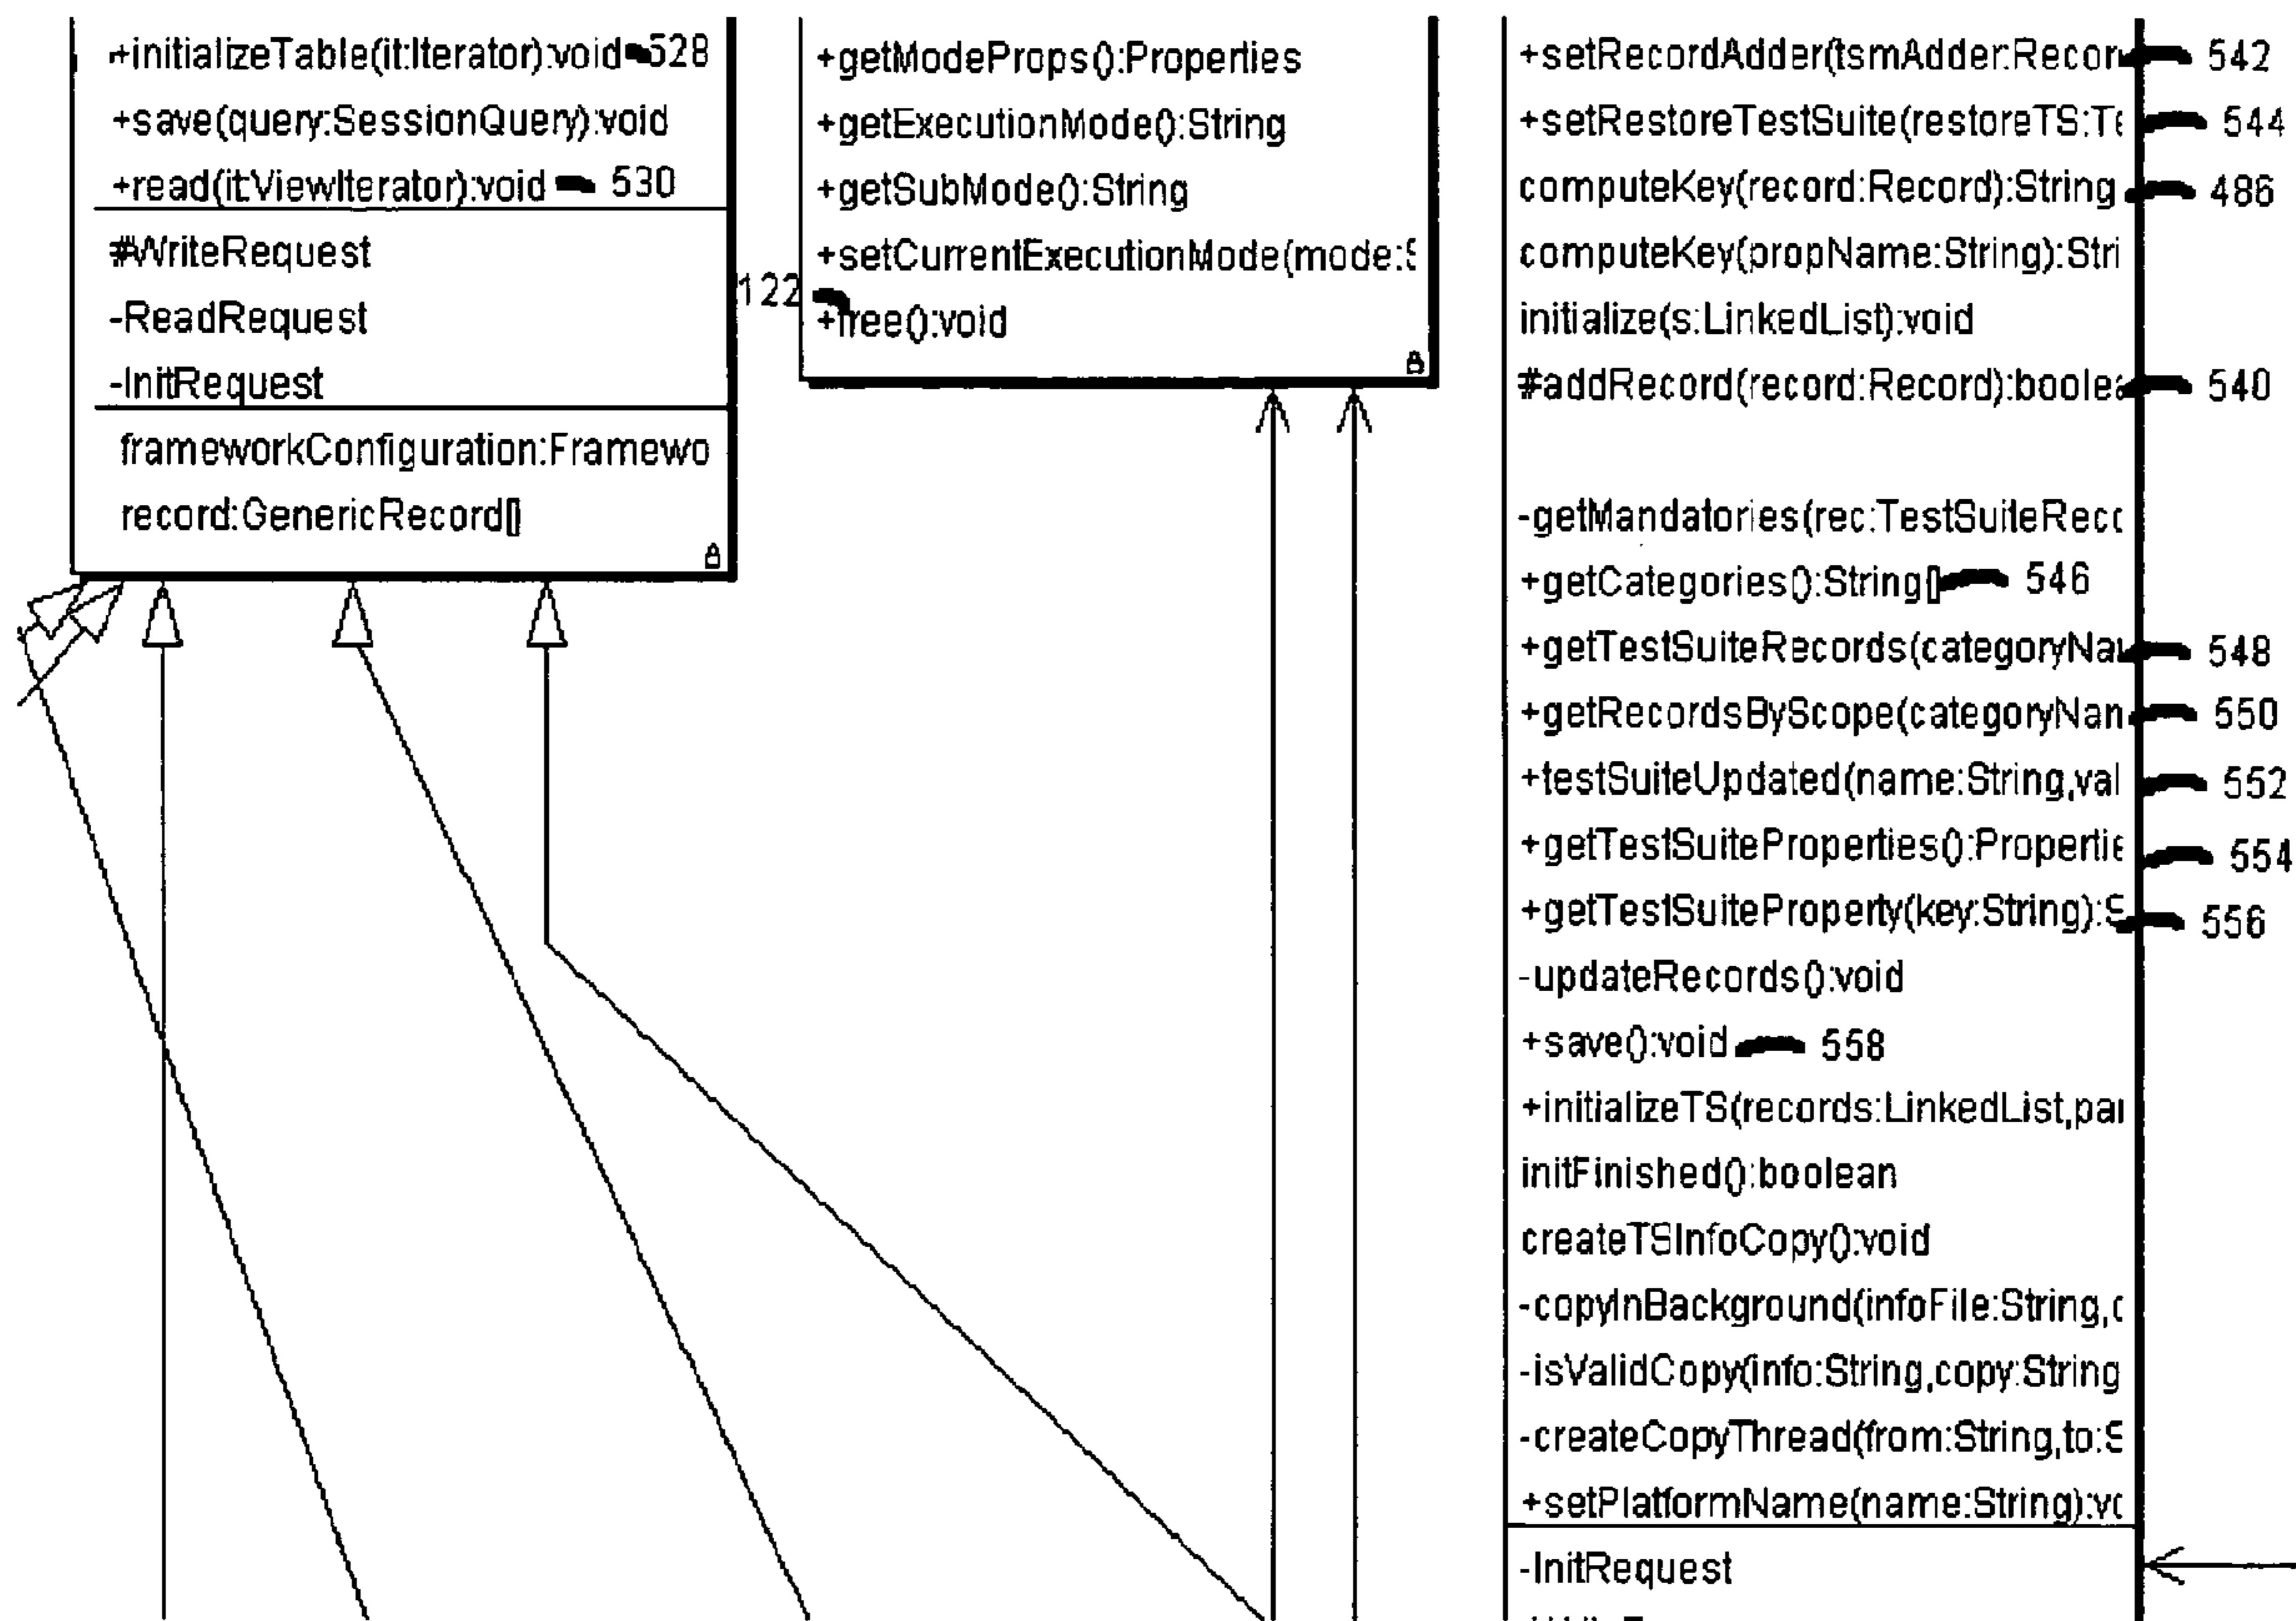 +initializeTable(it:Iterator):void 528
+save(query:SessionQuery):void
+read(it:ViewIterator):void 530
#WriteRequest
-ReadRequest
-InitRequest
frameworkConfiguration:Framewo
record:GenericRecord[]
+getModeProps():Properties
+getExecutionMode():String
+getSubMode():String
+setCurrentExecutionMode(mode:S
122
+free():void
+setRecordAdder(tsmAdder:Recor 542
+setRestoreTestSuite(restoreTS:Te 544
computeKey(record:Record):String 486
computeKey(propName:String):Stri
initialize(s:LinkedList):void
#addRecord(record:Record):boolea 540
-getMandatories(rec:TestSuiteRecc
+getCategories():String[] 546
+getTestSuiteRecords(categoryNa 548
+getRecordsByScope(categoryNan 550
+testSuiteUpdated(name:String,val 552
+getTestSuiteProperties():Propertie 554
+getTestSuiteProperty(key:String):S 556
-updateRecords():void
+save():void 558
+initializeTS(records:LinkedList,par
initFinished():boolean
createTSInfoCopy():void
-copyInBackground(infoFile:String,c
-isValidCopy(info:String,copy:String
-createCopyThread(from:String,to:S
+setPlatformName(name:String):vo
-InitRequest